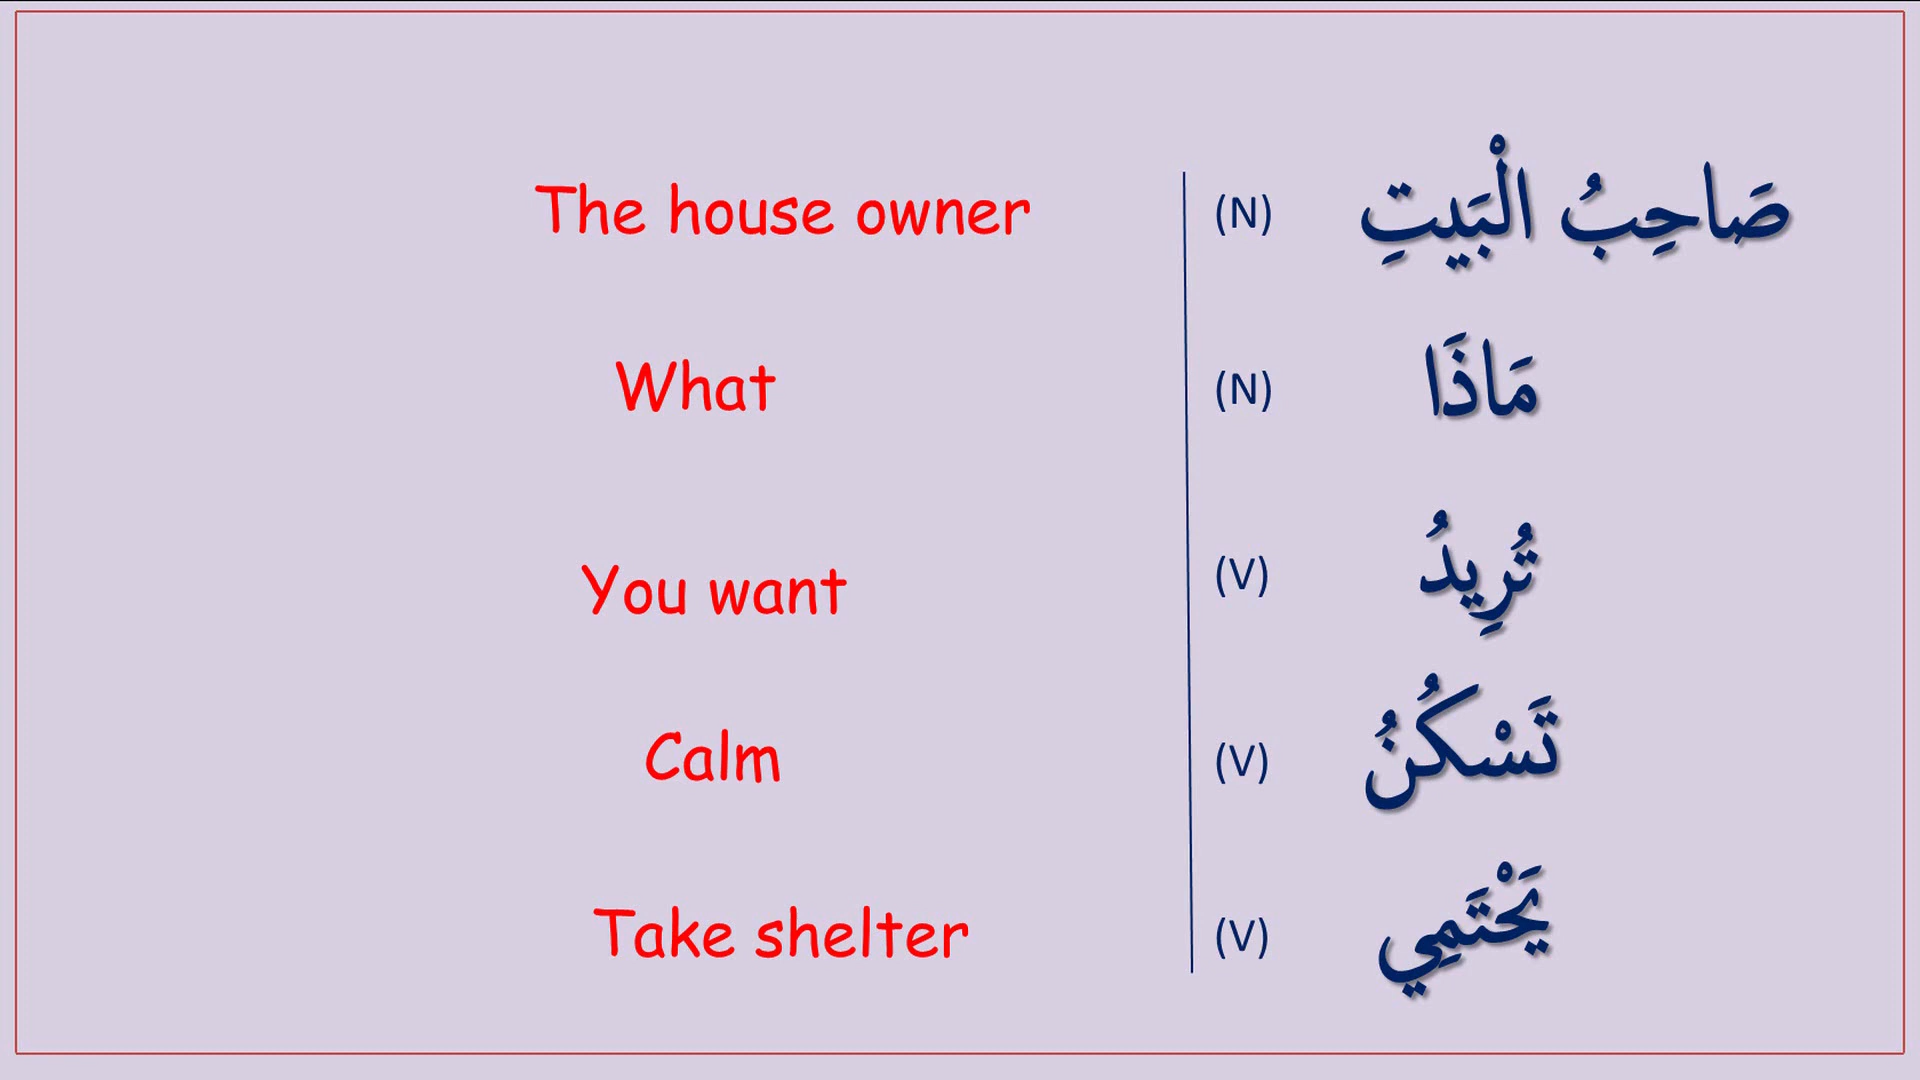 The house owner (N) صَاحِبُ الْبَيتِ
What (N) مَاذَا
You want (V) تُرِيدُ
Calm (V) تَسْكُنُ
Take shelter (V) يَحْتَمِي